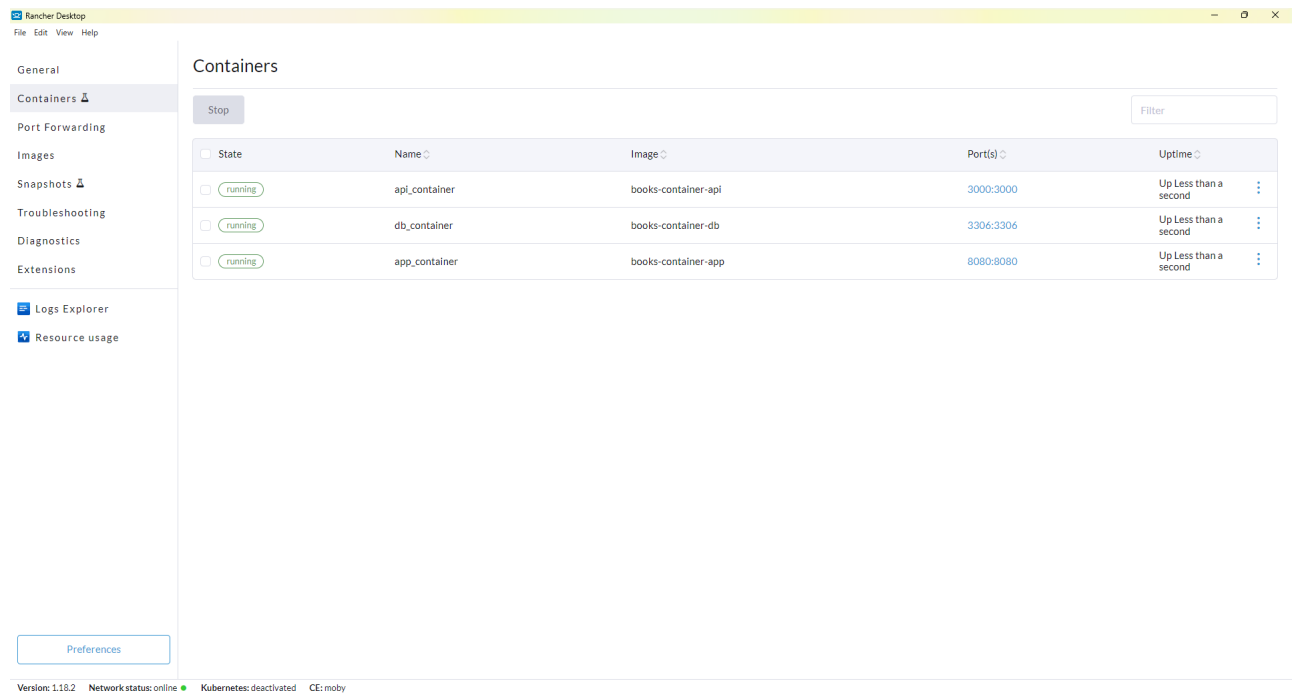 Rancher Desktop
File Edit View Help
General
Containers
Port Forwarding
Images
Snapshots
Troubleshooting
Diagnostics
Extensions
Logs Explorer
Resource usage
Preferences
Containers
Stop
Filter
State Name Image Port(s) Uptime
running api_container books-container-api 3000:3000 Up Less than a
second
running db_container books-container-db 3306:3306 Up Less than a
second
running app_container books-container-app 8080:8080 Up Less than a
second
Version: 1.18.2 Network status: online Kubernetes: deactivated CE: moby